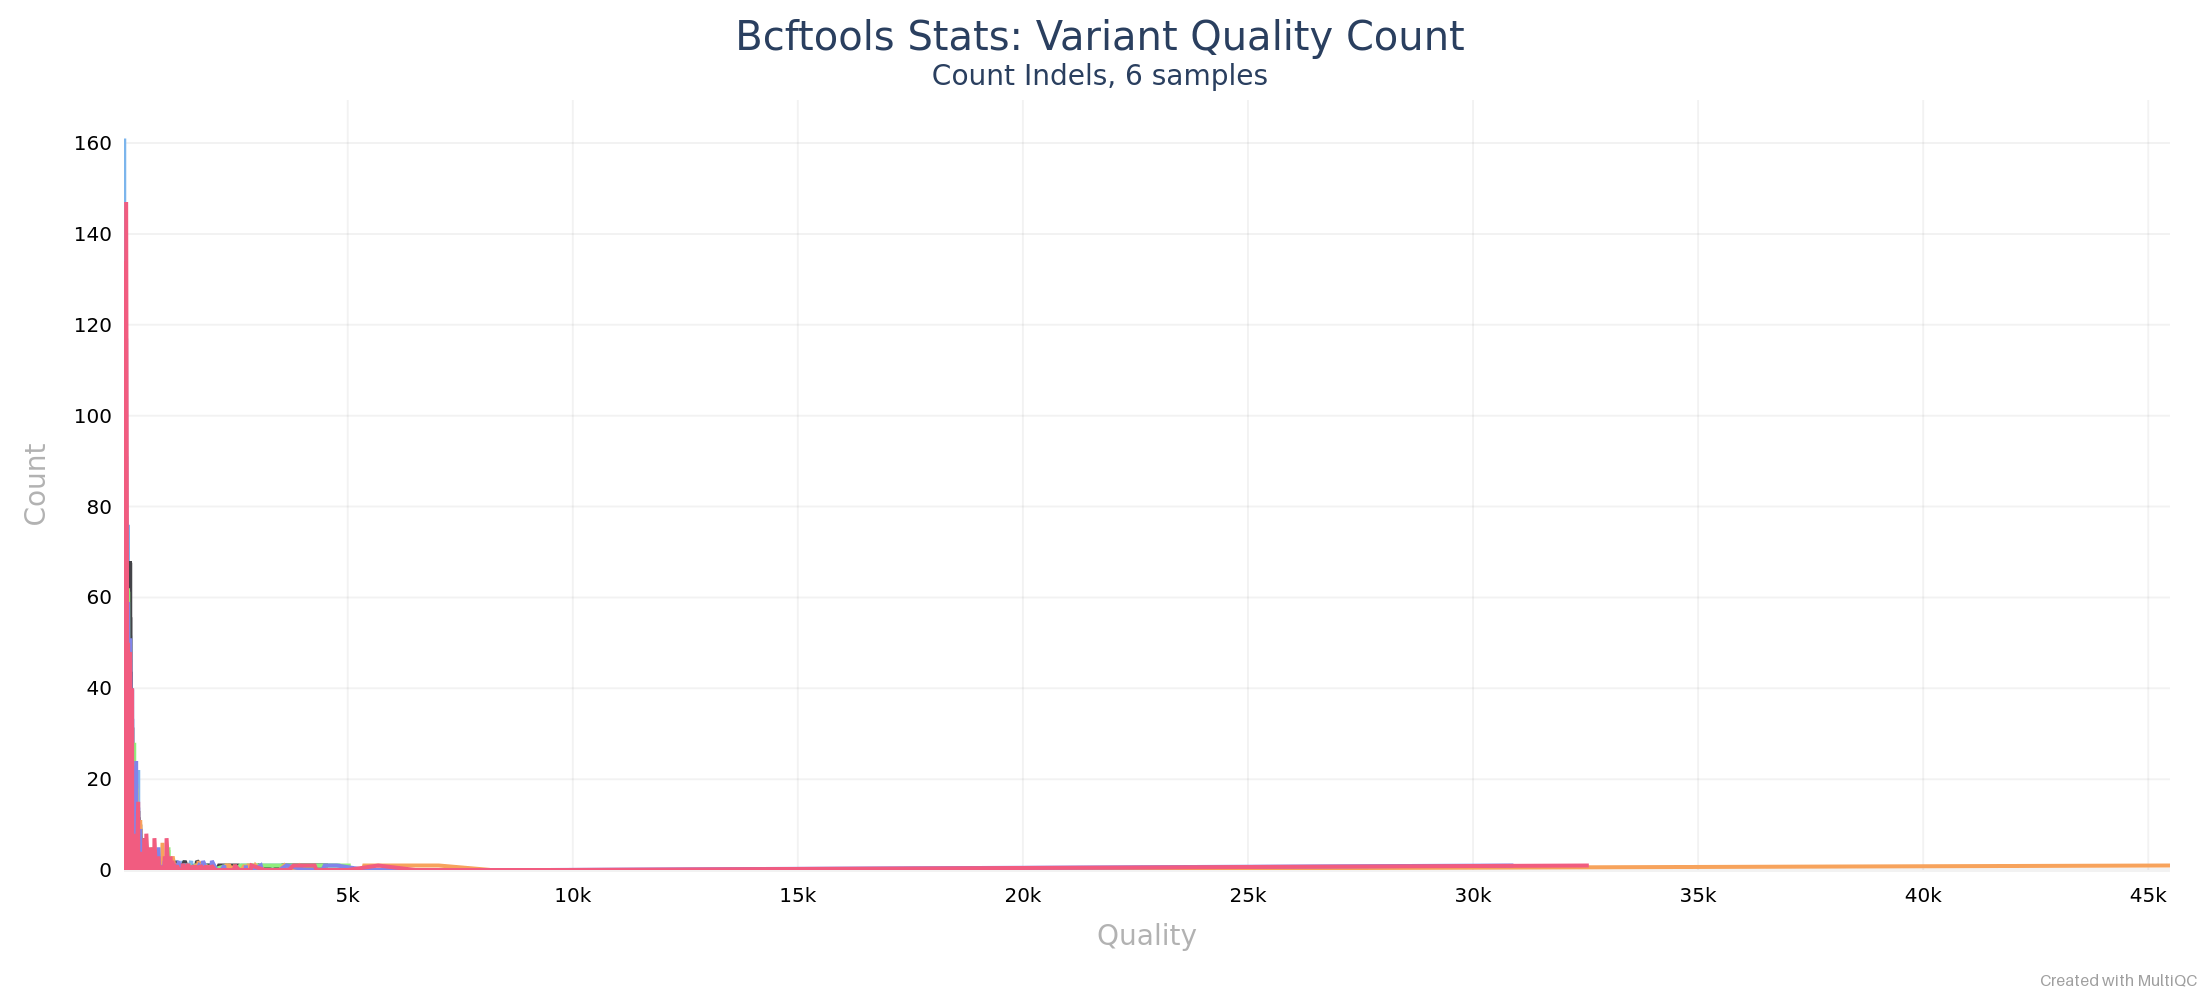 Bcftools Stats: Variant Quality Count
Count Indels, 6 samples
160
140
120
100
80
60
40
20
0
Count
5k
10k
15k
20k
25k
30k
35k
40k
45k
Quality
Created with MultiQC